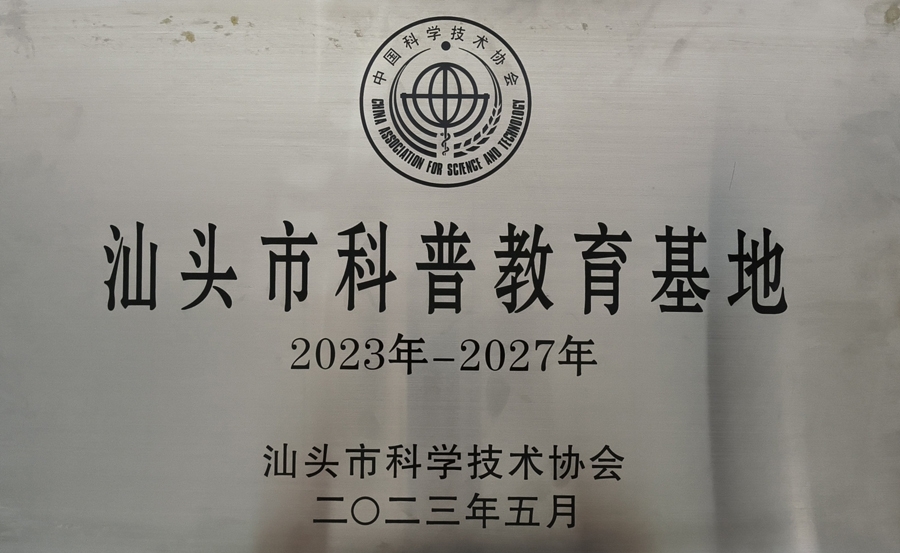 中国科学技术协会
CHINA ASSOCIATION FOR SCIENCE AND TECHNOLOGY
汕头市科普教育基地
2023年-2027年
汕头市科学技术协会
二〇二三年五月